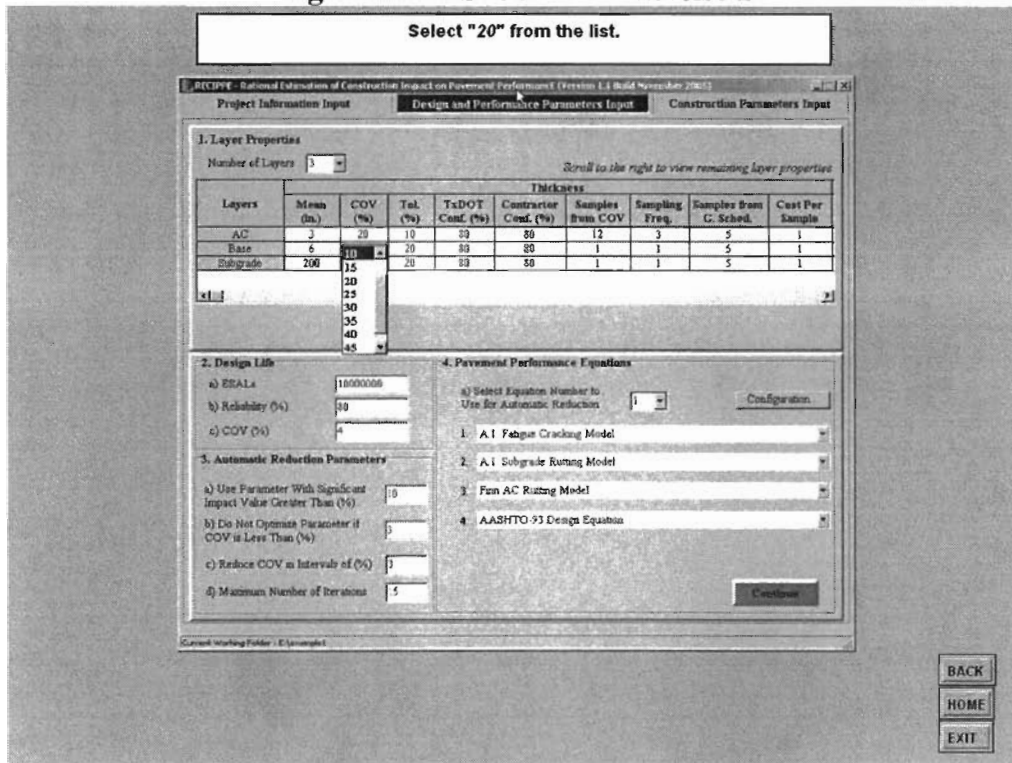 Select "20" from the list.
RECIPPE - Rational Estimation of Construction Impact on Pavement Performance (Version 1.1 Build November 2005)
Project Information Input Design and Performance Parameters Input Construction Parameters Input
1. Layer Properties
Number of Layers 3
Scroll to the right to view remaining layer properties
Thickness
Layers Mean (in.) COV (%) Tol. (%) TxDOT Conf. (%) Contractor Conf. (%) Samples from COV Sampling Freq. Samples from G. Sched. Cost Per Sample
AC 3 20 10 80 80 12 3 5 1
Base 6 20 80 80 1 1 5 1
Subgrade 200 20 80 80 1 1 5 1
10
15
20
25
30
35
40
45
2. Design Life
a) ESALs 10000000
b) Reliability (%) 80
c) COV (%) 4
3. Automatic Reduction Parameters
a) Use Parameter With Significant
Impact Value Greater Than (%) 10
b) Do Not Optimize Parameter if
COV is Less Than (%) 3
c) Reduce COV in Intervals of (%) 3
d) Maximum Number of Iterations 5
4. Pavement Performance Equations
a) Select Equation Number to
Use for Automatic Reduction 1 Configuration
1 A.I. Fatigue Cracking Model
2 A.I. Subgrade Rutting Model
3 Finn AC Rutting Model
4 AASHTO-93 Design Equation
Continue
Current Working Folder : E:\example1
BACK
HOME
EXIT